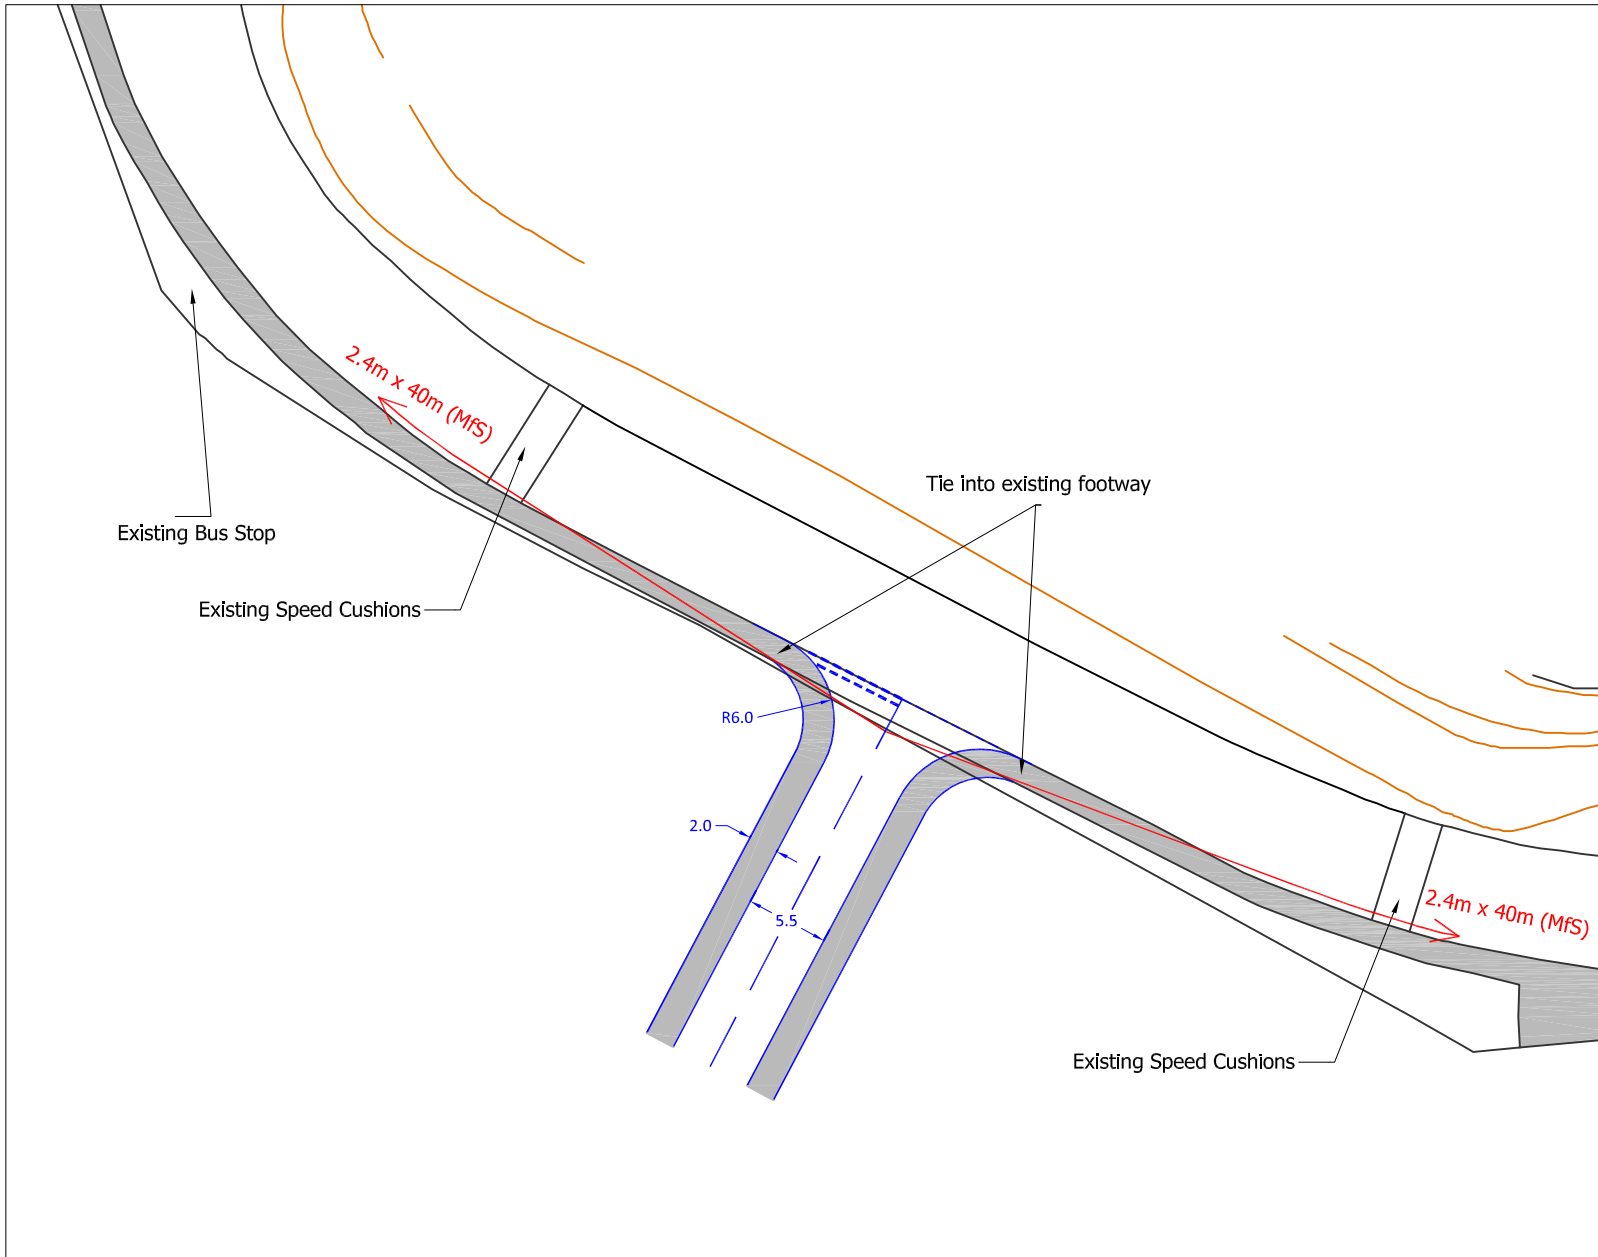 2.4m x 40m (MfS)
Tie into existing footway
Existing Bus Stop
Existing Speed Cushions
R6.0
2.0
5.5
2.4m x 40m (MfS)
Existing Speed Cushions